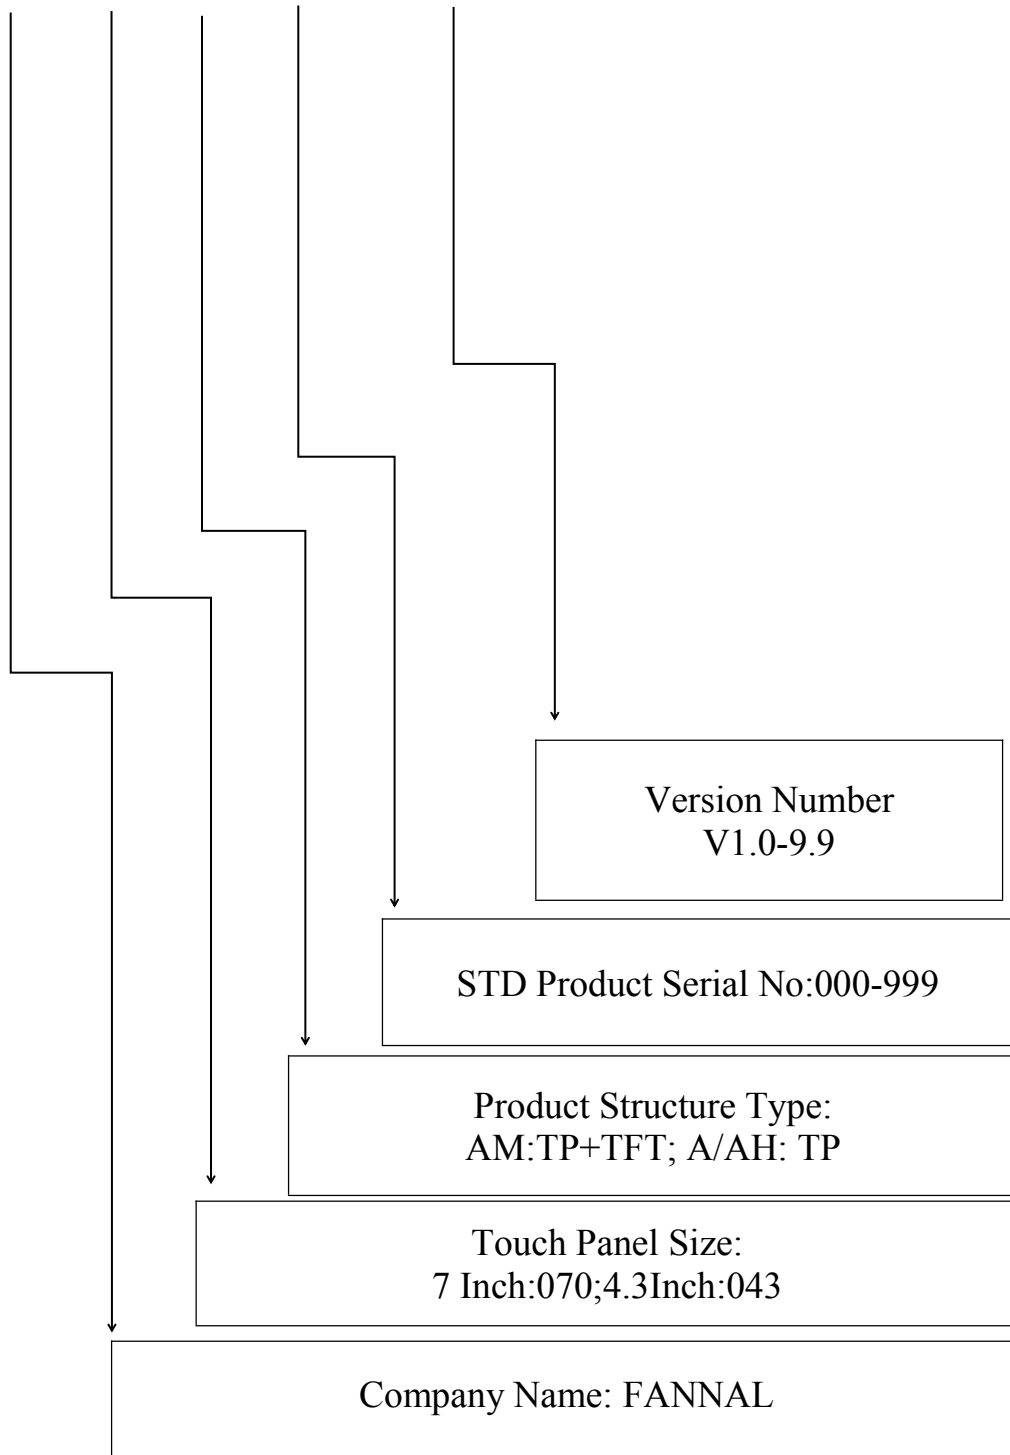 Version Number
V1.0-9.9
STD Product Serial No:000-999
Product Structure Type:
AM:TP+TFT; A/AH: TP
Touch Panel Size:
7 Inch:070;4.3Inch:043
Company Name: FANNAL